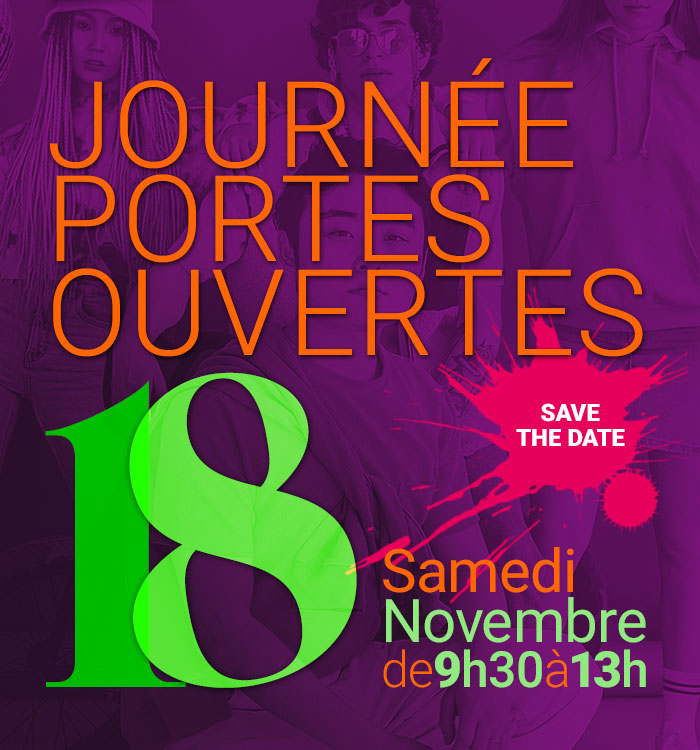 JOURNÉE
PORTES
OUVERTES
18
SAVE
THE DATE
Samedi
Novembre
de9h30à13h